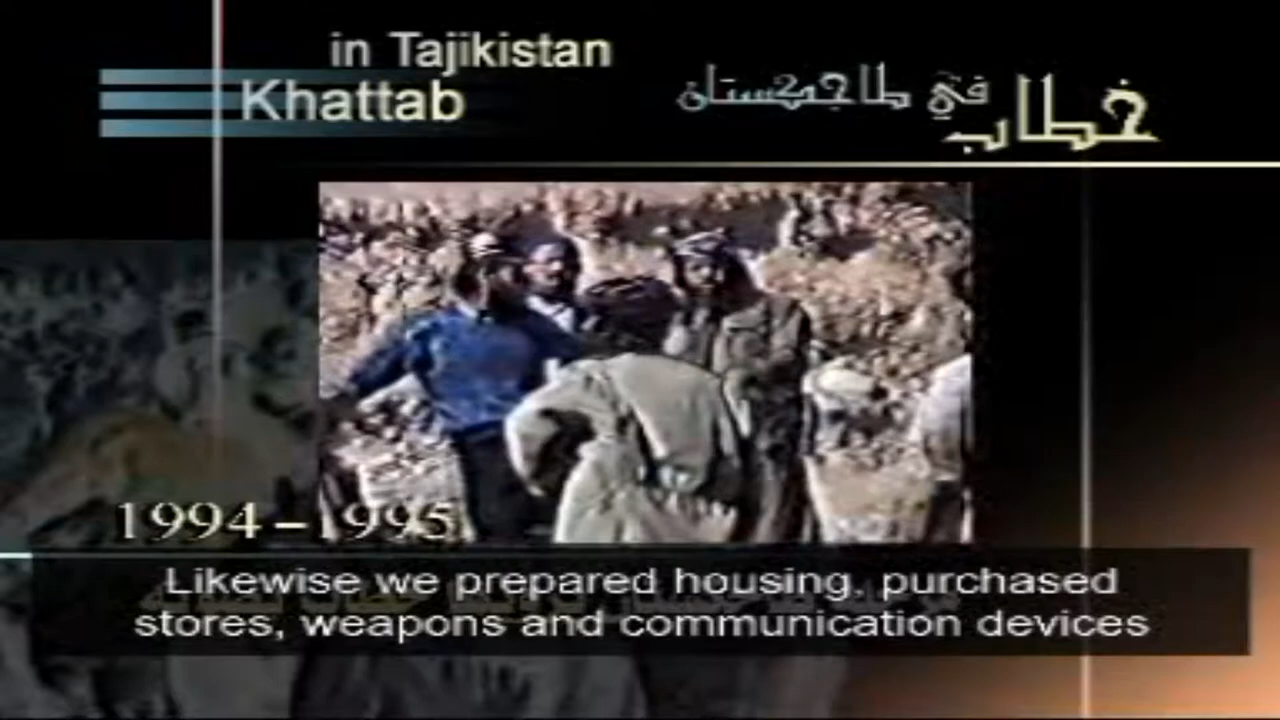 in Tajikistan
Khattab
في طاجكستان
خطاب
1994 – 1995
Likewise we prepared housing, purchased
stores, weapons and communication devices